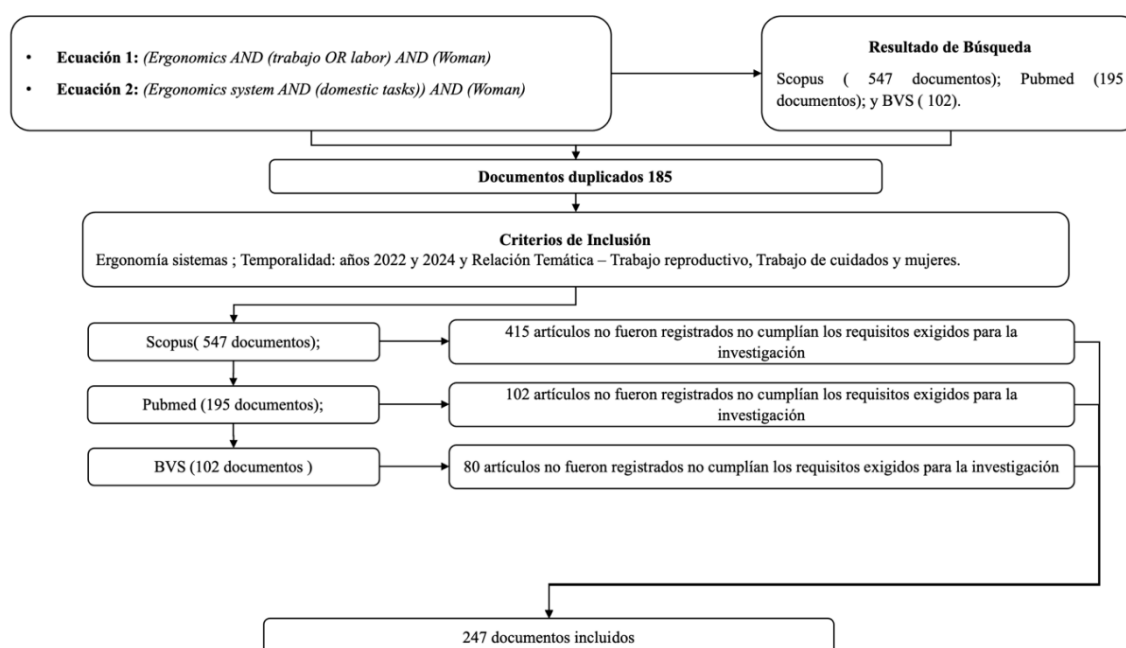 • Ecuación 1: (Ergonomics AND (trabajo OR labor) AND (Woman)
• Ecuación 2: (Ergonomics system AND (domestic tasks)) AND (Woman)
Resultado de Búsqueda
Scopus ( 547 documentos); Pubmed (195
documentos); y BVS ( 102).
Documentos duplicados 185
Criterios de Inclusión
Ergonomía sistemas ; Temporalidad: años 2022 y 2024 y Relación Temática – Trabajo reproductivo, Trabajo de cuidados y mujeres.
Scopus( 547 documentos);
415 artículos no fueron registrados no cumplían los requisitos exigidos para la
investigación
Pubmed (195 documentos);
102 artículos no fueron registrados no cumplían los requisitos exigidos para la
investigación
BVS (102 documentos )
80 artículos no fueron registrados no cumplían los requisitos exigidos para la investigación
247 documentos incluidos